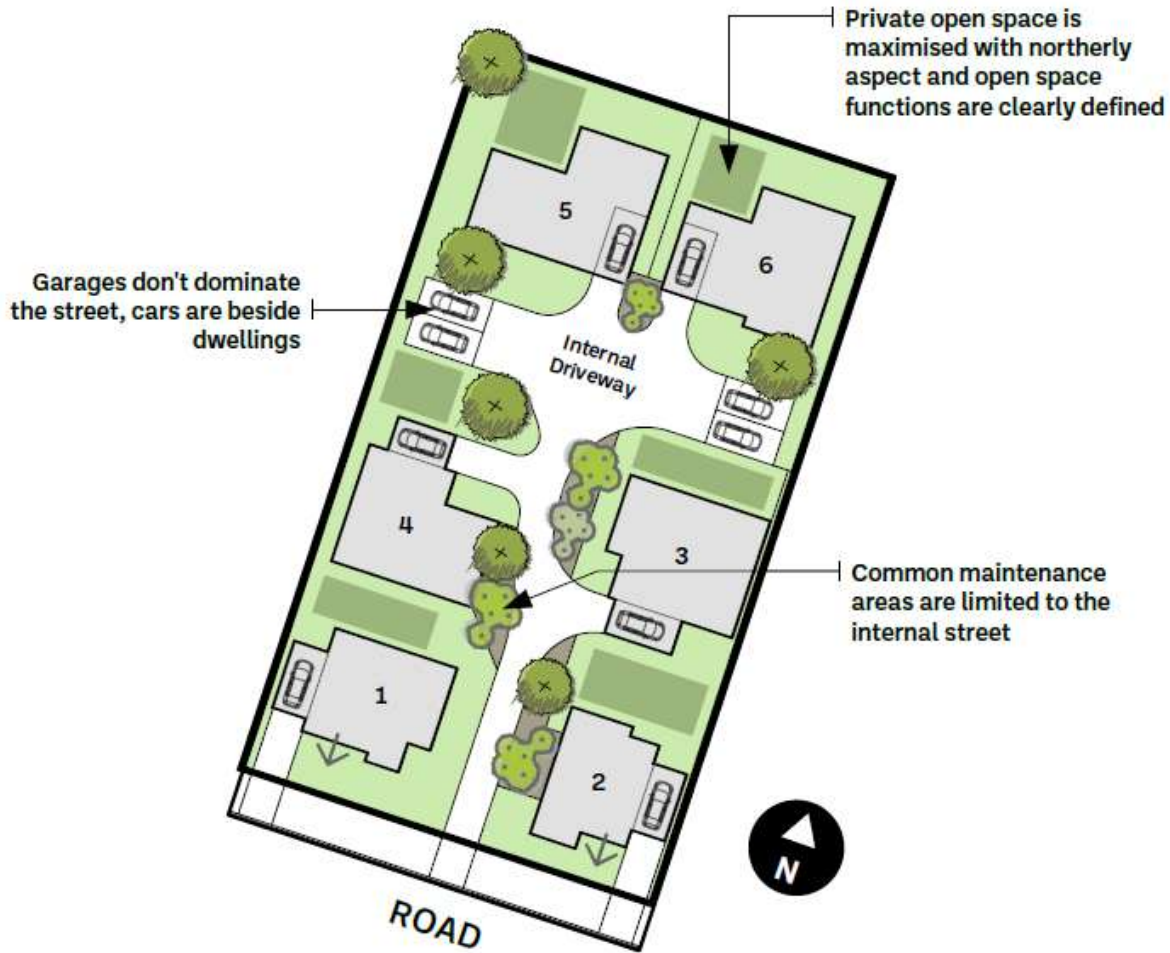 Private open space is
maximised with northerly
aspect and open space
functions are clearly defined
5
6
Garages don't dominate
the street, cars are beside
dwellings
Internal
Driveway
4
3
Common maintenance
areas are limited to the
internal street
1
2
N
ROAD